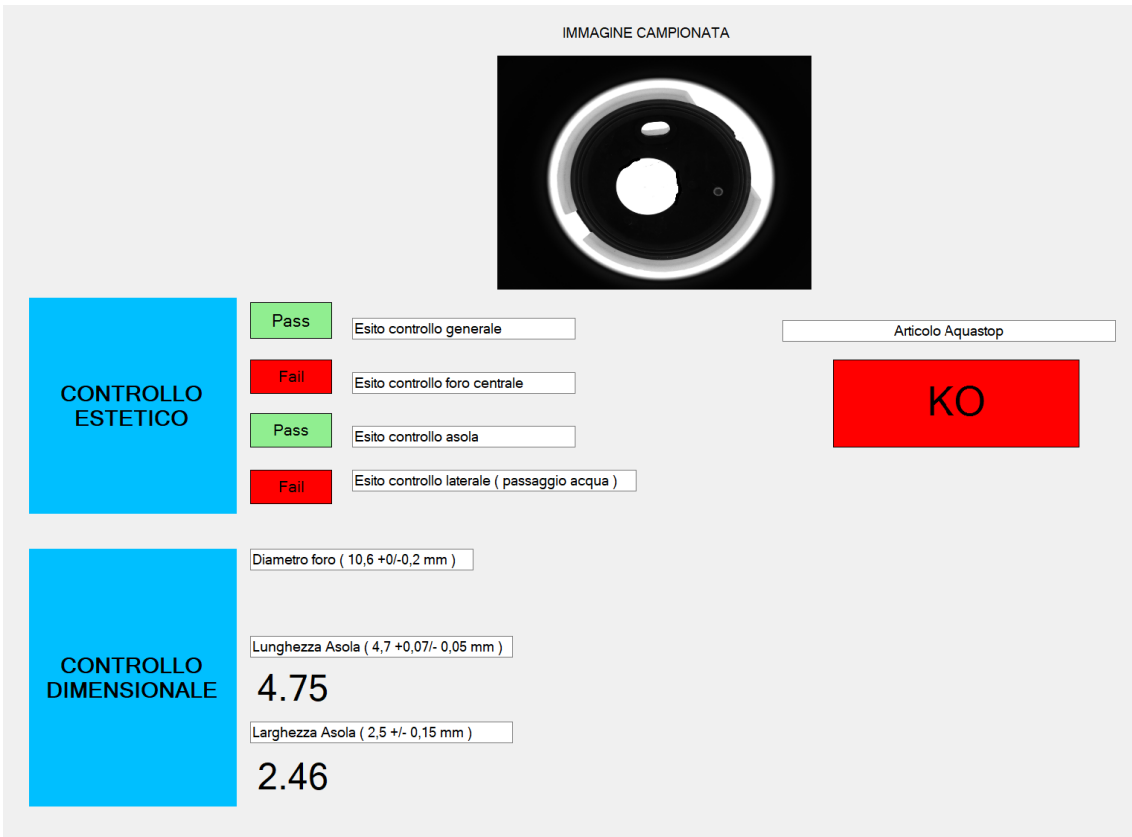 IMMAGINE CAMPIONATA
CONTROLLO
ESTETICO
Pass
Esito controllo generale
Fail
Esito controllo foro centrale
Pass
Esito controllo asola
Fail
Esito controllo laterale ( passaggio acqua )
Articolo Aquastop
KO
CONTROLLO
DIMENSIONALE
Diametro foro ( 10,6 +0/-0,2 mm )
Lunghezza Asola ( 4,7 +0,07/- 0,05 mm )
4.75
Larghezza Asola ( 2,5 +/- 0,15 mm )
2.46